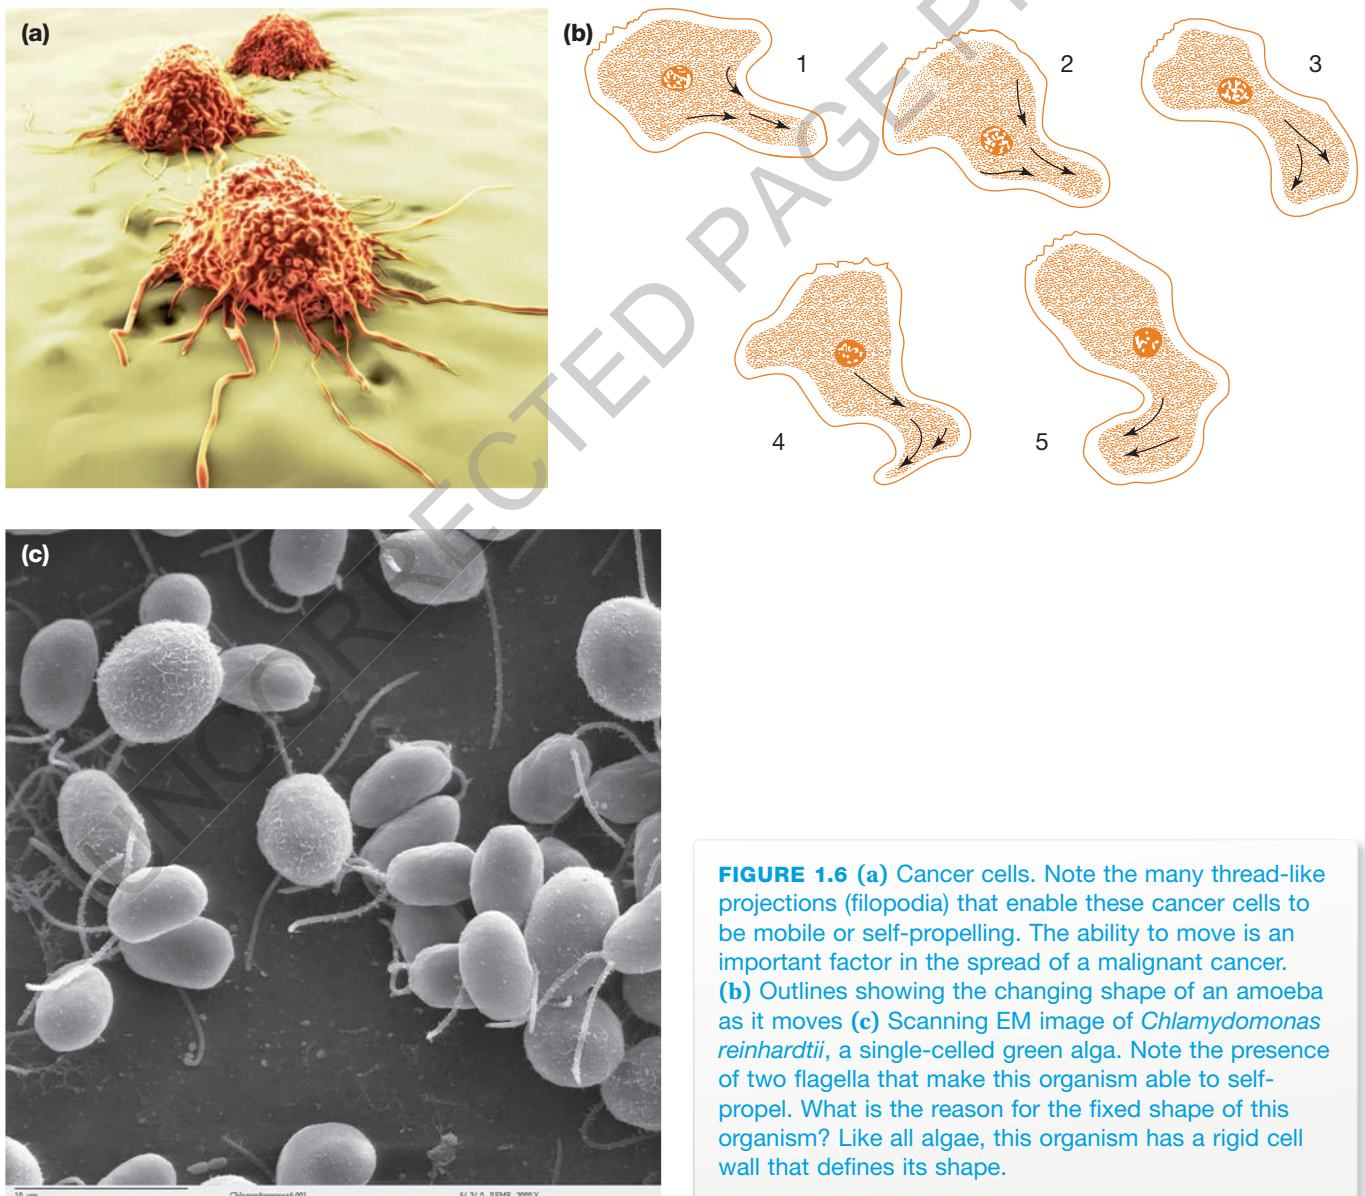 (a)
(b)
1
2
3
4
5
UNCORRECTED PAGE P
(c)
10 µm
FIGURE 1.6 (a) Cancer cells. Note the many thread-like
projections (filopodia) that enable these cancer cells to
be mobile or self-propelling. The ability to move is an
important factor in the spread of a malignant cancer.
(b) Outlines showing the changing shape of an amoeba
as it moves (c) Scanning EM image of Chlamydomonas
reinhardtii, a single-celled green alga. Note the presence
of two flagella that make this organism able to self-
propel. What is the reason for the fixed shape of this
organism? Like all algae, this organism has a rigid cell
wall that defines its shape.